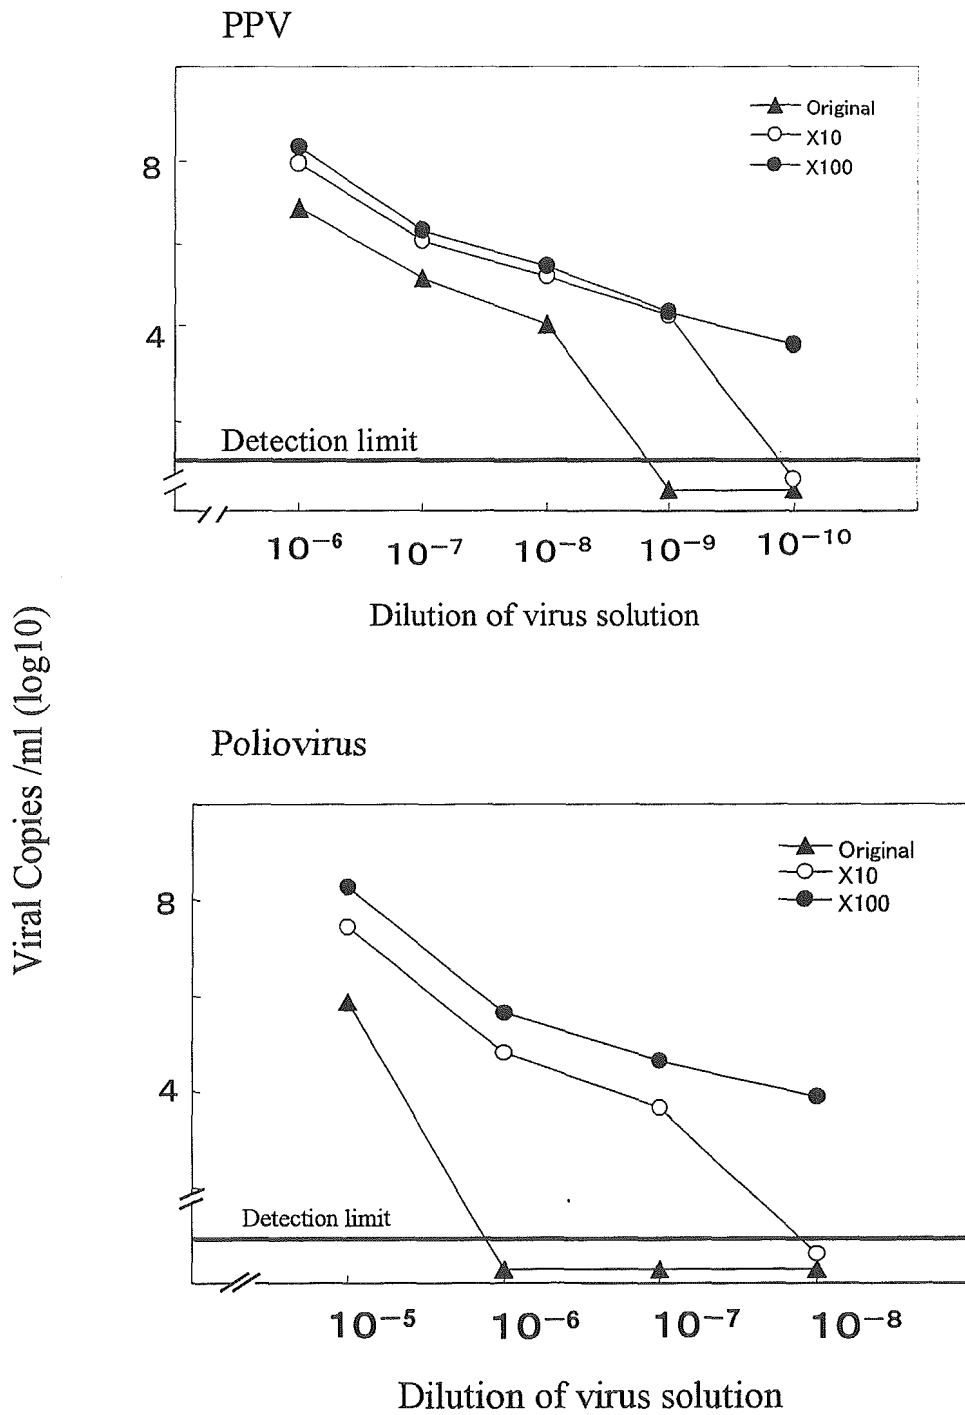 PPV
Original
X10
X100
8
4
Detection limit
10⁻⁶ 10⁻⁷ 10⁻⁸ 10⁻⁹ 10⁻¹⁰
Dilution of virus solution
Viral Copies /ml (log10)
Poliovirus
Original
X10
X100
8
4
Detection limit
10⁻⁵ 10⁻⁶ 10⁻⁷ 10⁻⁸
Dilution of virus solution